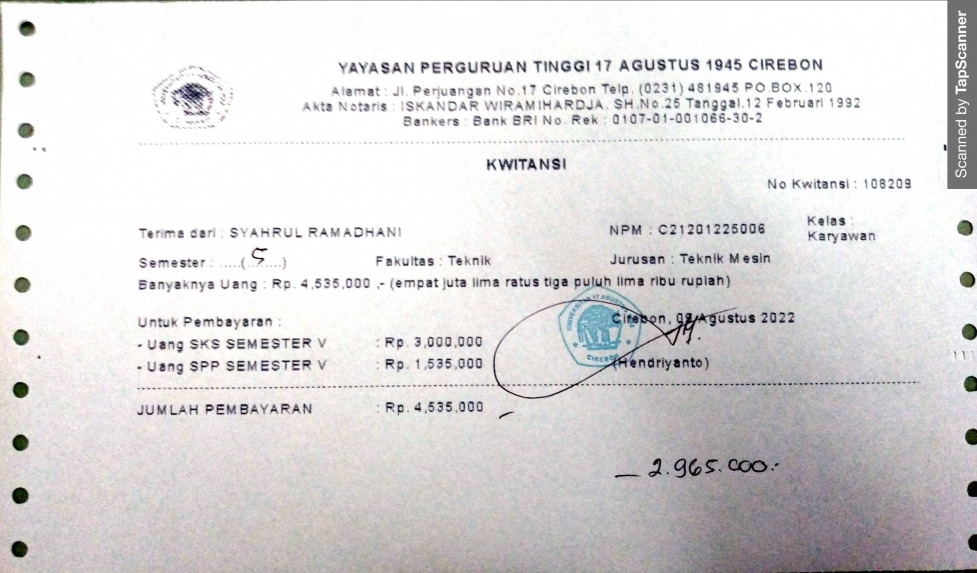 YAYASAN PERGURUAN TINGGI 17 AGUSTUS 1945 CIREBON
Alamat : Jl. Perjuangan No.17 Cirebon Telp. (0231) 481945 PO.BOX.120
Akta Notaris : ISKANDAR WIRAMIHARDJA. SH.No.25 Tanggal.12 Februari 1992
Bankers : Bank BRI No. Rek : 0107-01-001066-30-2
KWITANSI
No Kwitansi : 108209
Terima dari : SYAHRUL RAMADHANI NPM : C21201225006 Kelas : Karyawan
Semester : .....(...5...) Fakultas : Teknik Jurusan : Teknik Mesin
Banyaknya Uang : Rp. 4,535,000 ,- (empat juta lima ratus tiga puluh lima ribu rupiah)
Untuk Pembayaran : Cirebon, Agustus 2022
- Uang SKS SEMESTER V : Rp. 3,000,000
- Uang SPP SEMESTER V : Rp. 1,535,000 (Hendriyanto)
JUMLAH PEMBAYARAN : Rp. 4,535,000
— 2.965.000.-
UNIVERSITAS 17 AGUSTUS
CIREBON
Scanned by TapScanner